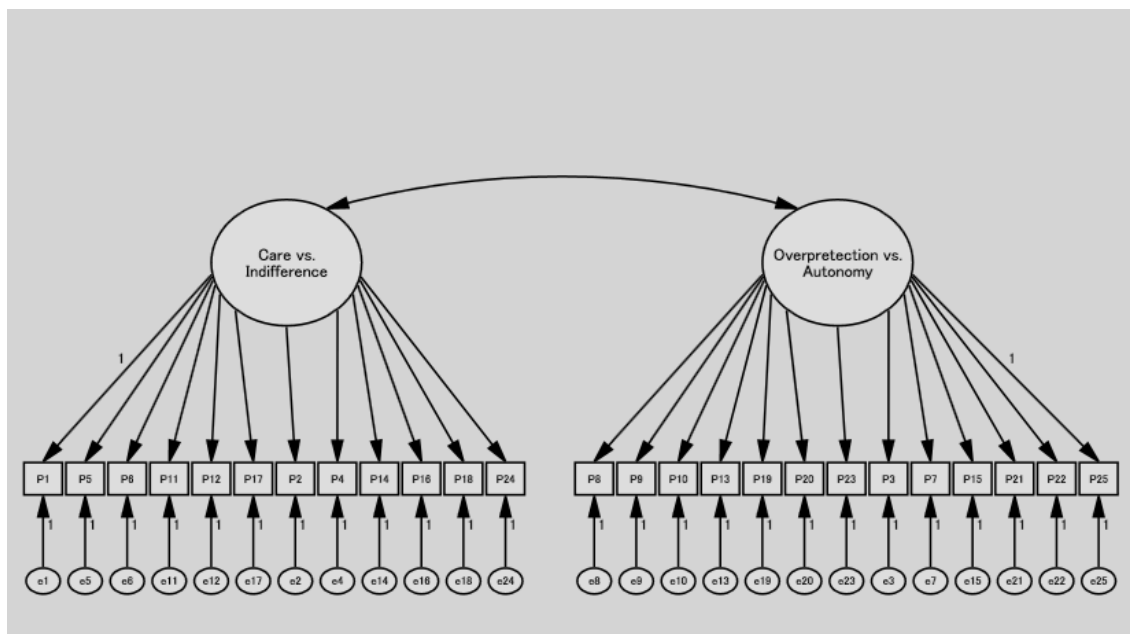 Care vs.
Indifference
Overpretection vs.
Autonomy
1
1
P1 P5 P6 P11 P12 P17 P2 P4 P14 P16 P18 P24
P8 P9 P10 P13 P19 P20 P23 P3 P7 P15 P21 P22 P25
1 1 1 1 1 1 1 1 1 1 1 1
1 1 1 1 1 1 1 1 1 1 1 1 1
e1 e5 e6 e11 e12 e17 e2 e4 e14 e16 e18 e24
e8 e9 e10 e13 e19 e20 e23 e3 e7 e15 e21 e22 e25